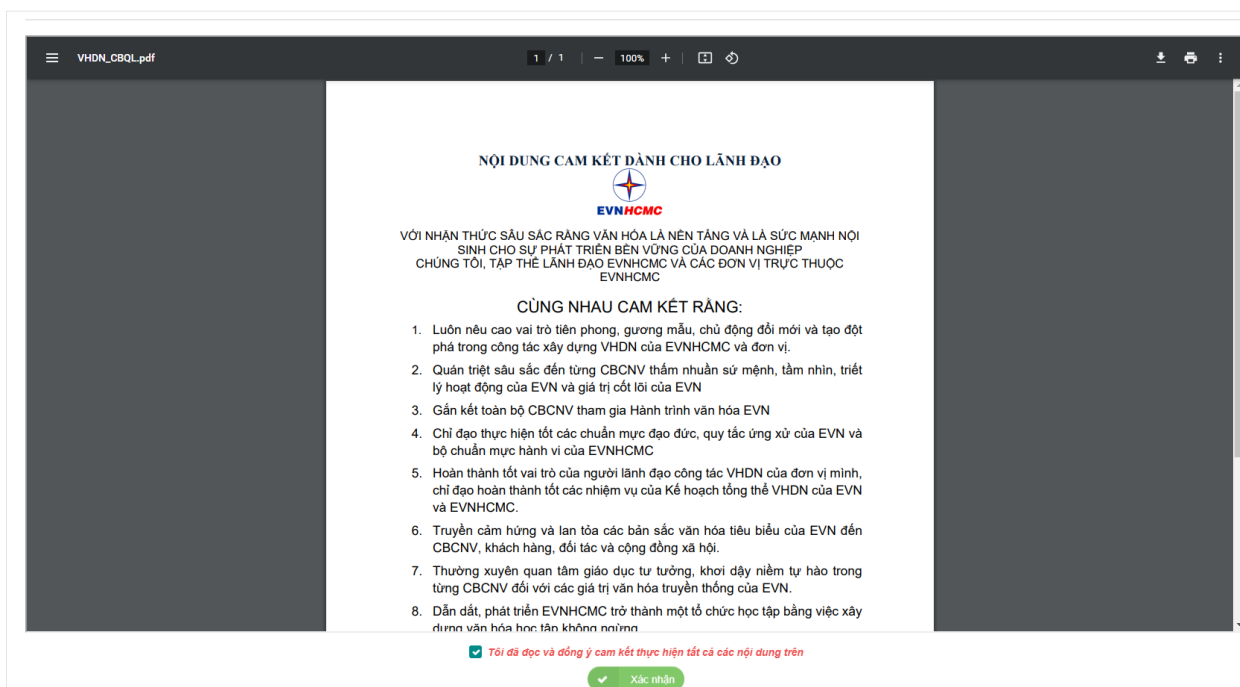 VHDN_CBQL.pdf
1 / 1
100%
NỘI DUNG CAM KẾT DÀNH CHO LÃNH ĐẠO
EVNHCMC
VỚI NHẬN THỨC SÂU SẮC RẰNG VĂN HÓA LÀ NỀN TẢNG VÀ LÀ SỨC MẠNH NỘI
SINH CHO SỰ PHÁT TRIỂN BỀN VỮNG CỦA DOANH NGHIỆP
CHÚNG TÔI, TẬP THỂ LÃNH ĐẠO EVNHCMC VÀ CÁC ĐƠN VỊ TRỰC THUỘC
EVNHCMC
CÙNG NHAU CAM KẾT RẰNG:
1. Luôn nêu cao vai trò tiên phong, gương mẫu, chủ động đổi mới và tạo đột
phá trong công tác xây dựng VHDN của EVNHCMC và đơn vị.
2. Quán triệt sâu sắc đến từng CBCNV thấm nhuần sứ mệnh, tầm nhìn, triết
lý hoạt động của EVN và giá trị cốt lõi của EVN
3. Gắn kết toàn bộ CBCNV tham gia Hành trình văn hóa EVN
4. Chỉ đạo thực hiện tốt các chuẩn mực đạo đức, quy tắc ứng xử của EVN và
bộ chuẩn mực hành vi của EVNHCMC
5. Hoàn thành tốt vai trò của người lãnh đạo công tác VHDN của đơn vị mình,
chỉ đạo hoàn thành tốt các nhiệm vụ của Kế hoạch tổng thể VHDN của EVN
và EVNHCMC.
6. Truyền cảm hứng và lan tỏa các bản sắc văn hóa tiêu biểu của EVN đến
CBCNV, khách hàng, đối tác và cộng đồng xã hội.
7. Thường xuyên quan tâm giáo dục tư tưởng, khơi dậy niềm tự hào trong
từng CBCNV đối với các giá trị văn hóa truyền thống của EVN.
8. Dẫn dắt, phát triển EVNHCMC trở thành một tổ chức học tập bằng việc xây
dựng văn hóa học tập không ngừng
Tôi đã đọc và đồng ý cam kết thực hiện tất cả các nội dung trên
Xác nhận